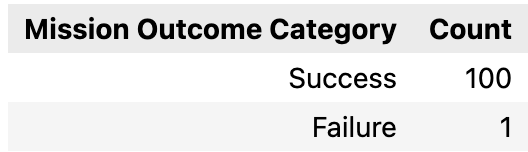 Mission Outcome Category Count
Success 100
Failure 1